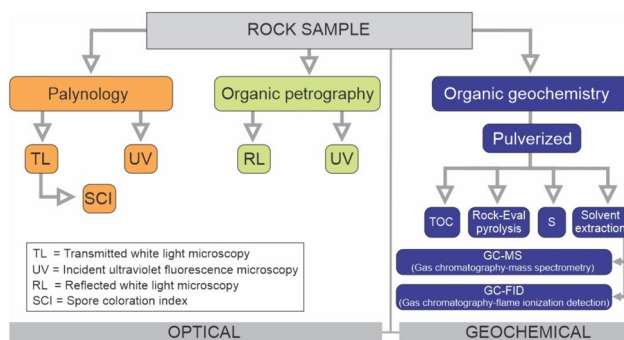 ROCK SAMPLE
Palynology
Organic petrography
Organic geochemistry
Pulverized
TL
UV
RL
UV
SCI
TOC
Rock-Eval
pyrolysis
S
Solvent
extraction
GC-MS
(Gas chromatography-mass spectrometry)
GC-FID
(Gas chromatography-flame ionization detection)
TL = Transmitted white light microscopy
UV = Incident ultraviolet fluorescence microscopy
RL = Reflected white light microscopy
SCI = Spore coloration index
OPTICAL
GEOCHEMICAL